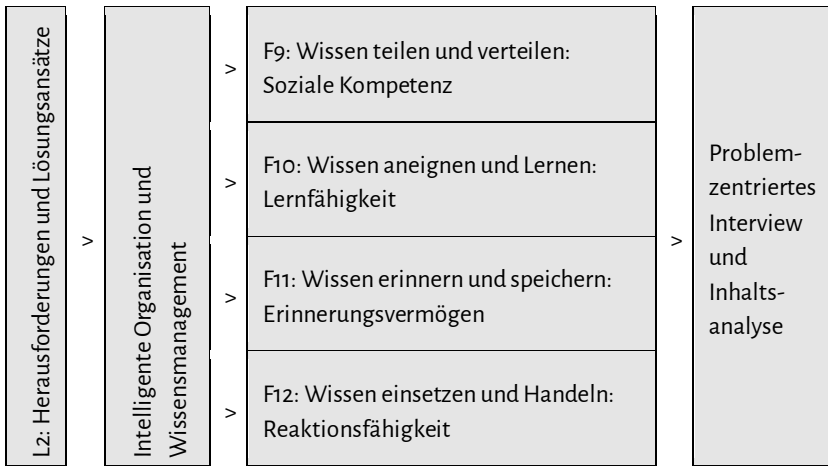 L2: Herausforderungen und Lösungsansätze
>
Intelligente Organisation und
Wissensmanagement
>
F9: Wissen teilen und verteilen:
Soziale Kompetenz
>
F10: Wissen aneignen und Lernen:
Lernfähigkeit
>
F11: Wissen erinnern und speichern:
Erinnerungsvermögen
>
F12: Wissen einsetzen und Handeln:
Reaktionsfähigkeit
>
Problem-
zentriertes
Interview
und
Inhalts-
analyse